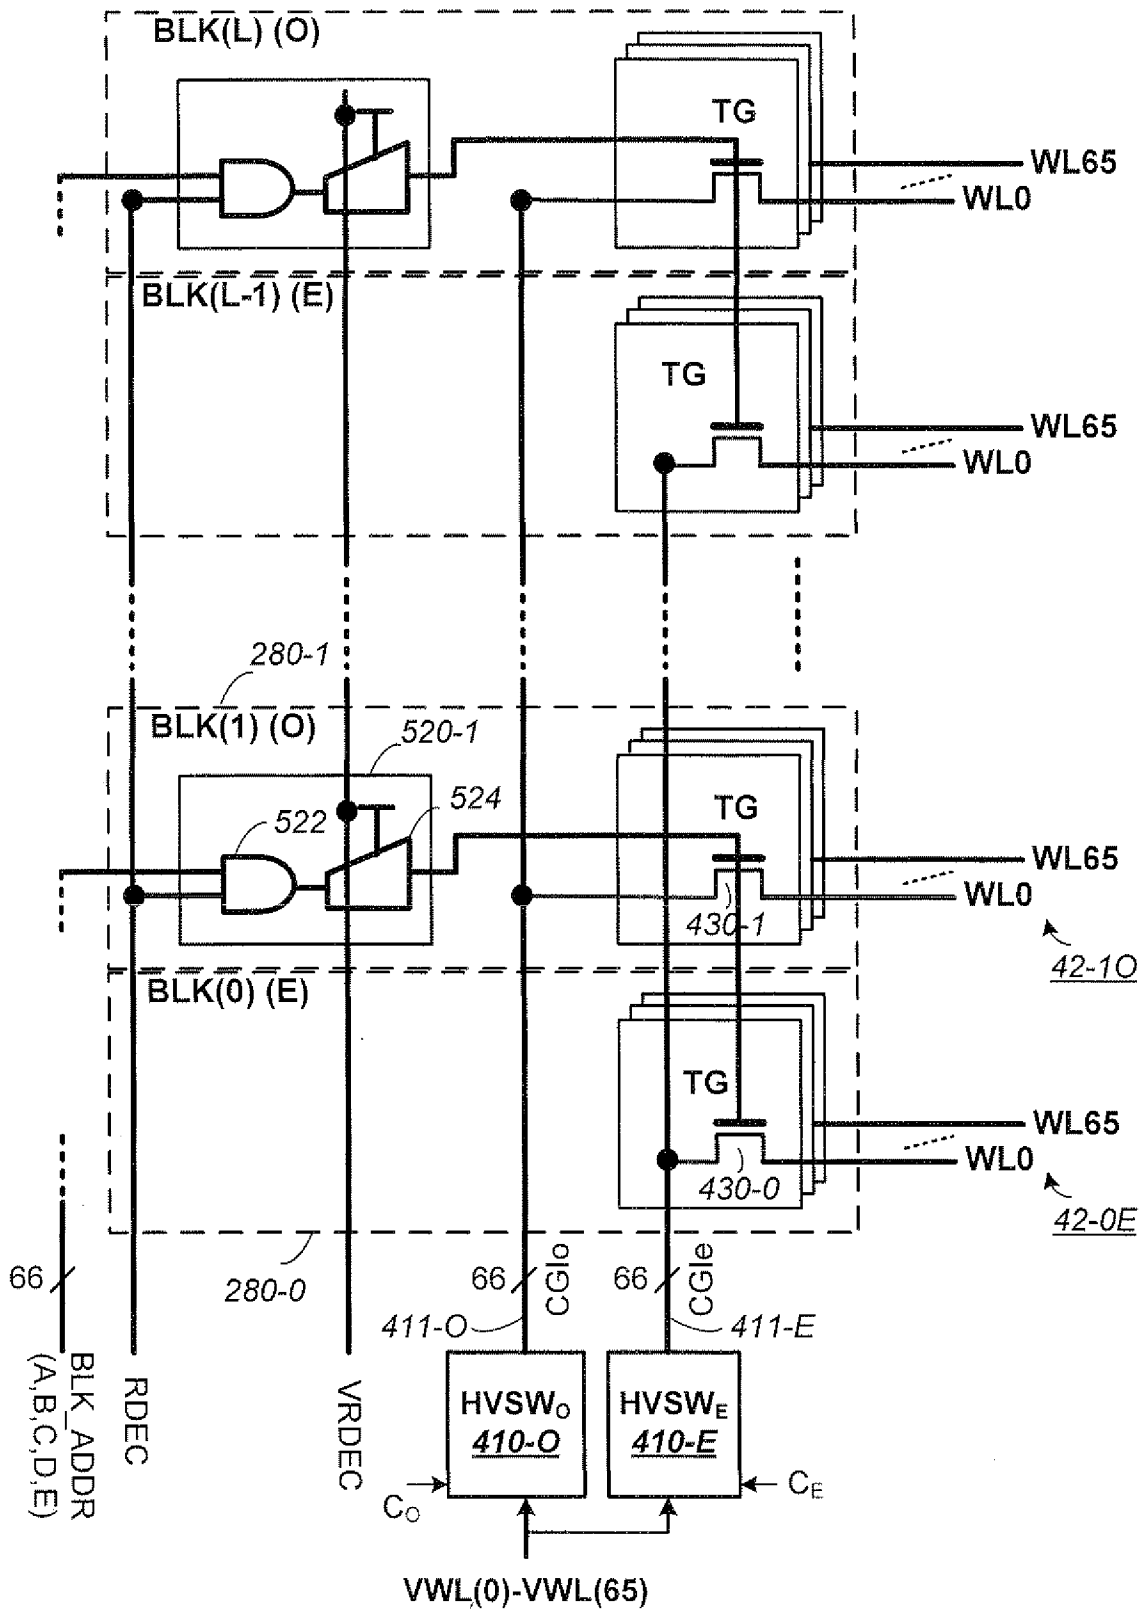 BLK(L) (O)
TG
WL65
WL0
BLK(L-1) (E)
TG
WL65
WL0
280-1
BLK(1) (O)
520-1
522
524
TG
WL65
WL0
430-1
42-1O
BLK(0) (E)
TG
WL65
WL0
430-0
42-0E
280-0
66
66
CGIo
66
CGIe
411-O
411-E
BLK_ADDR
(A,B,C,D,E)
RDEC
VRDEC
HVSWO
410-O
HVSWE
410-E
CO
CE
VWL(0)-VWL(65)